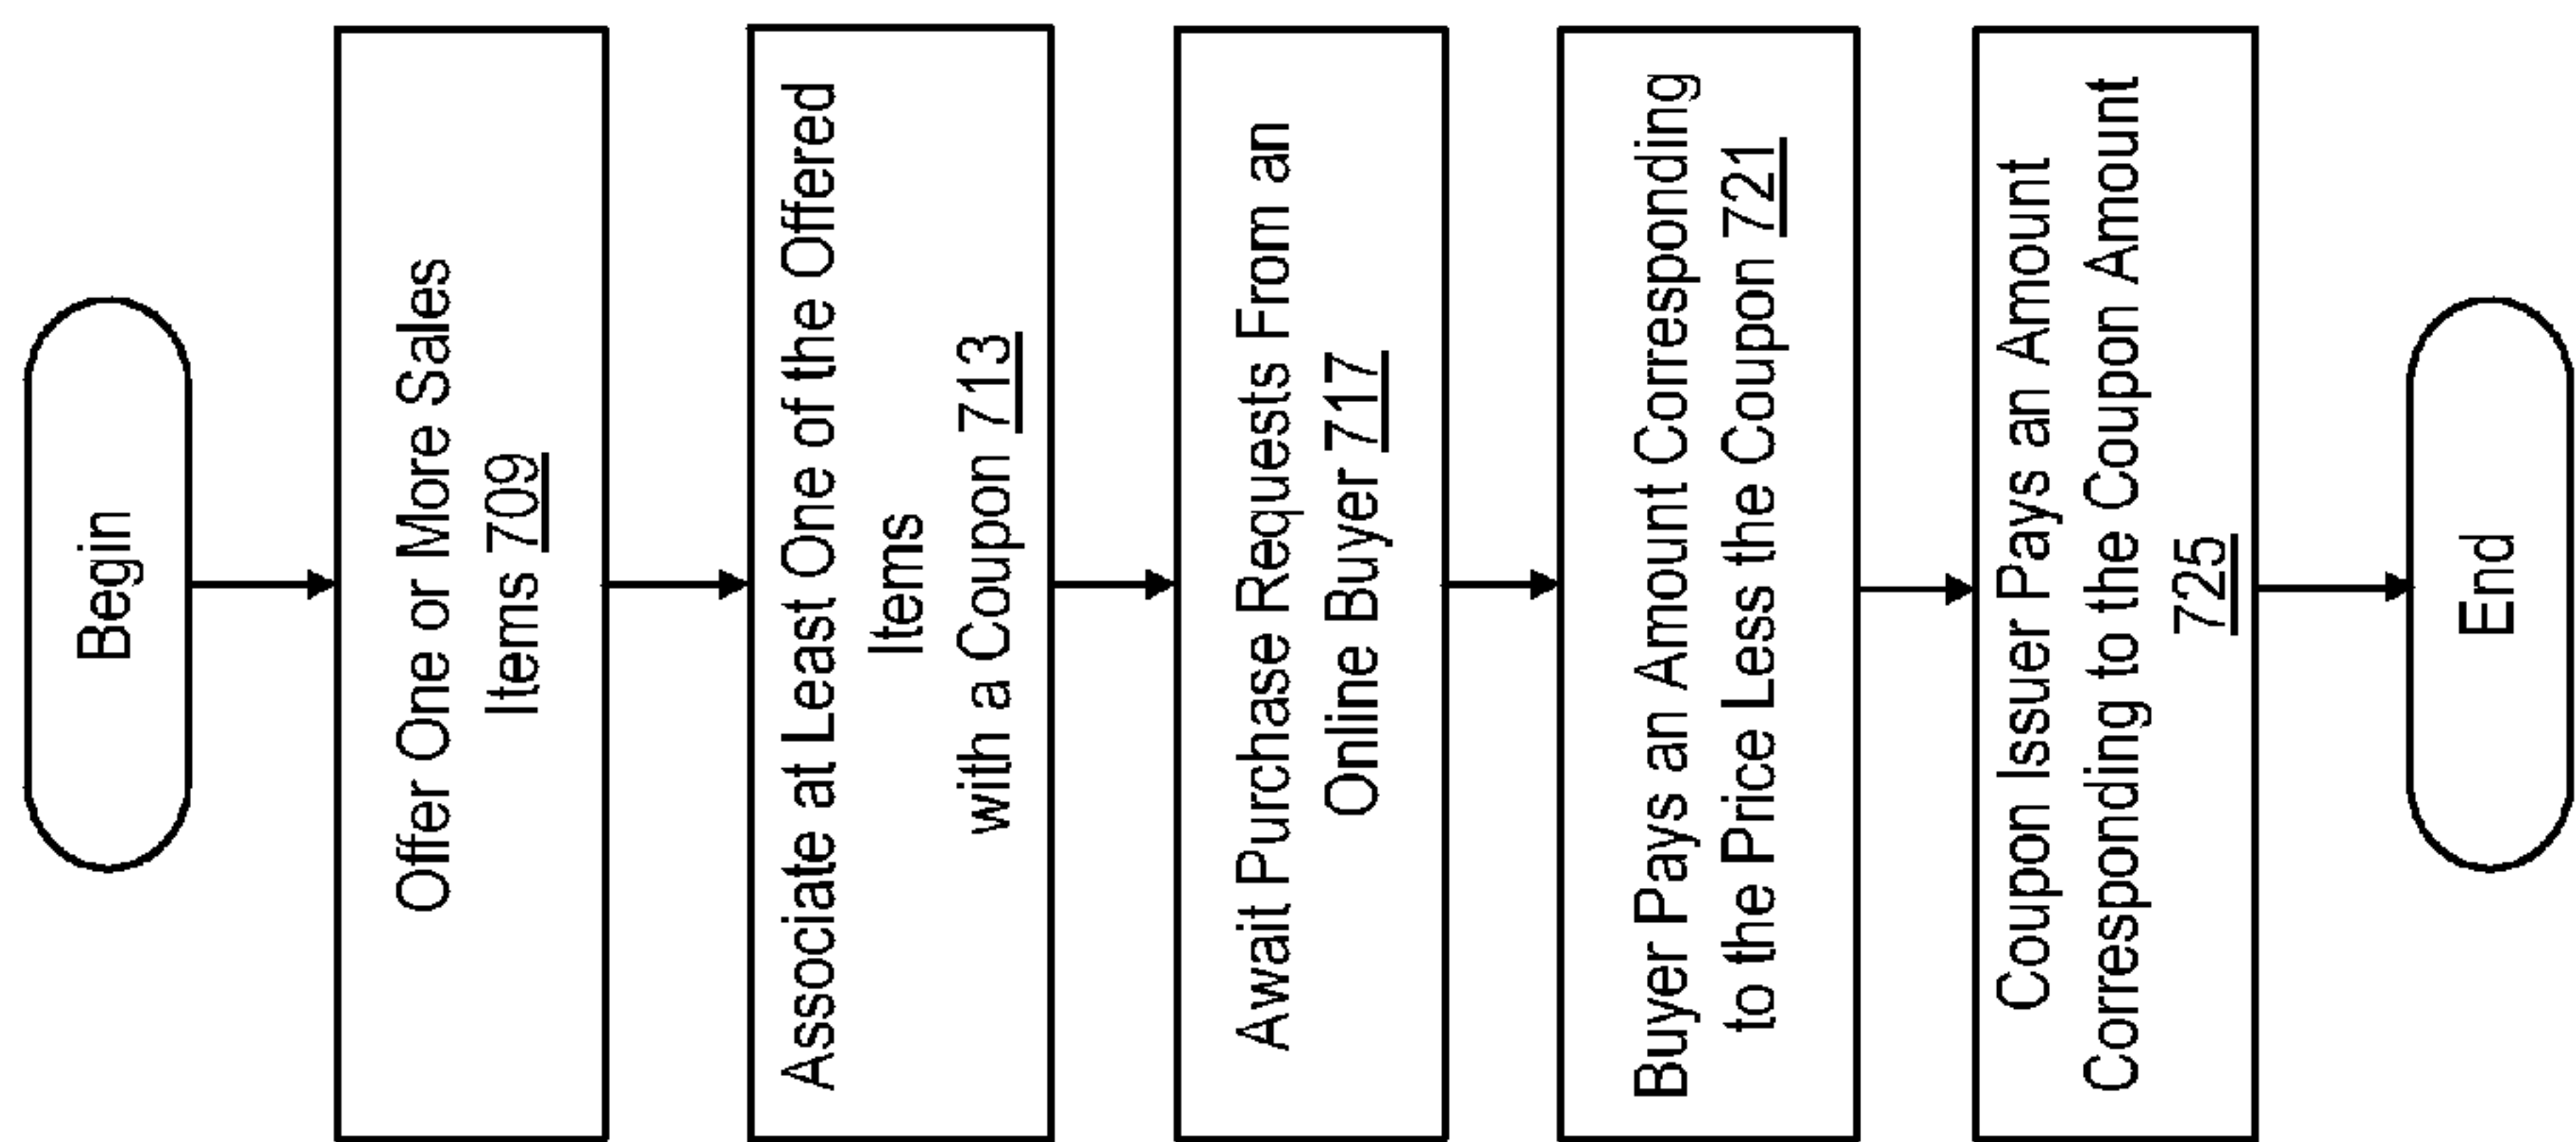 Begin
Offer One or More Sales
Items 709
Associate at Least One of the Offered
Items
with a Coupon 713
Await Purchase Requests From an
Online Buyer 717
Buyer Pays an Amount Corresponding
to the Price Less the Coupon 721
Coupon Issuer Pays an Amount
Corresponding to the Coupon Amount
725
End